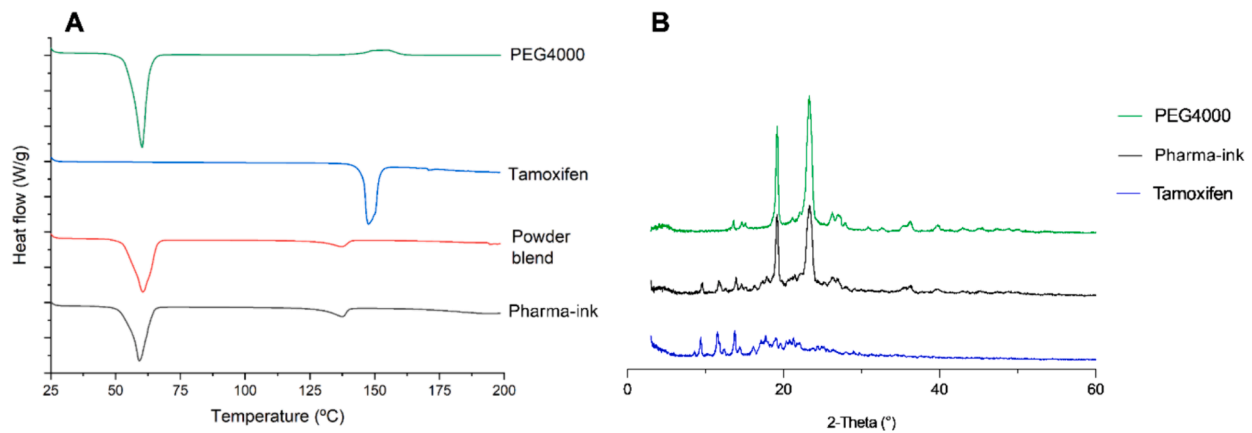 A
PEG4000
Tamoxifen
Powder
blend
Pharma-ink
Heat flow (W/g)
25 50 75 100 125 150 175 200
Temperature (ºC)
B
PEG4000
Pharma-ink
Tamoxifen
0 20 40 60
2-Theta (°)